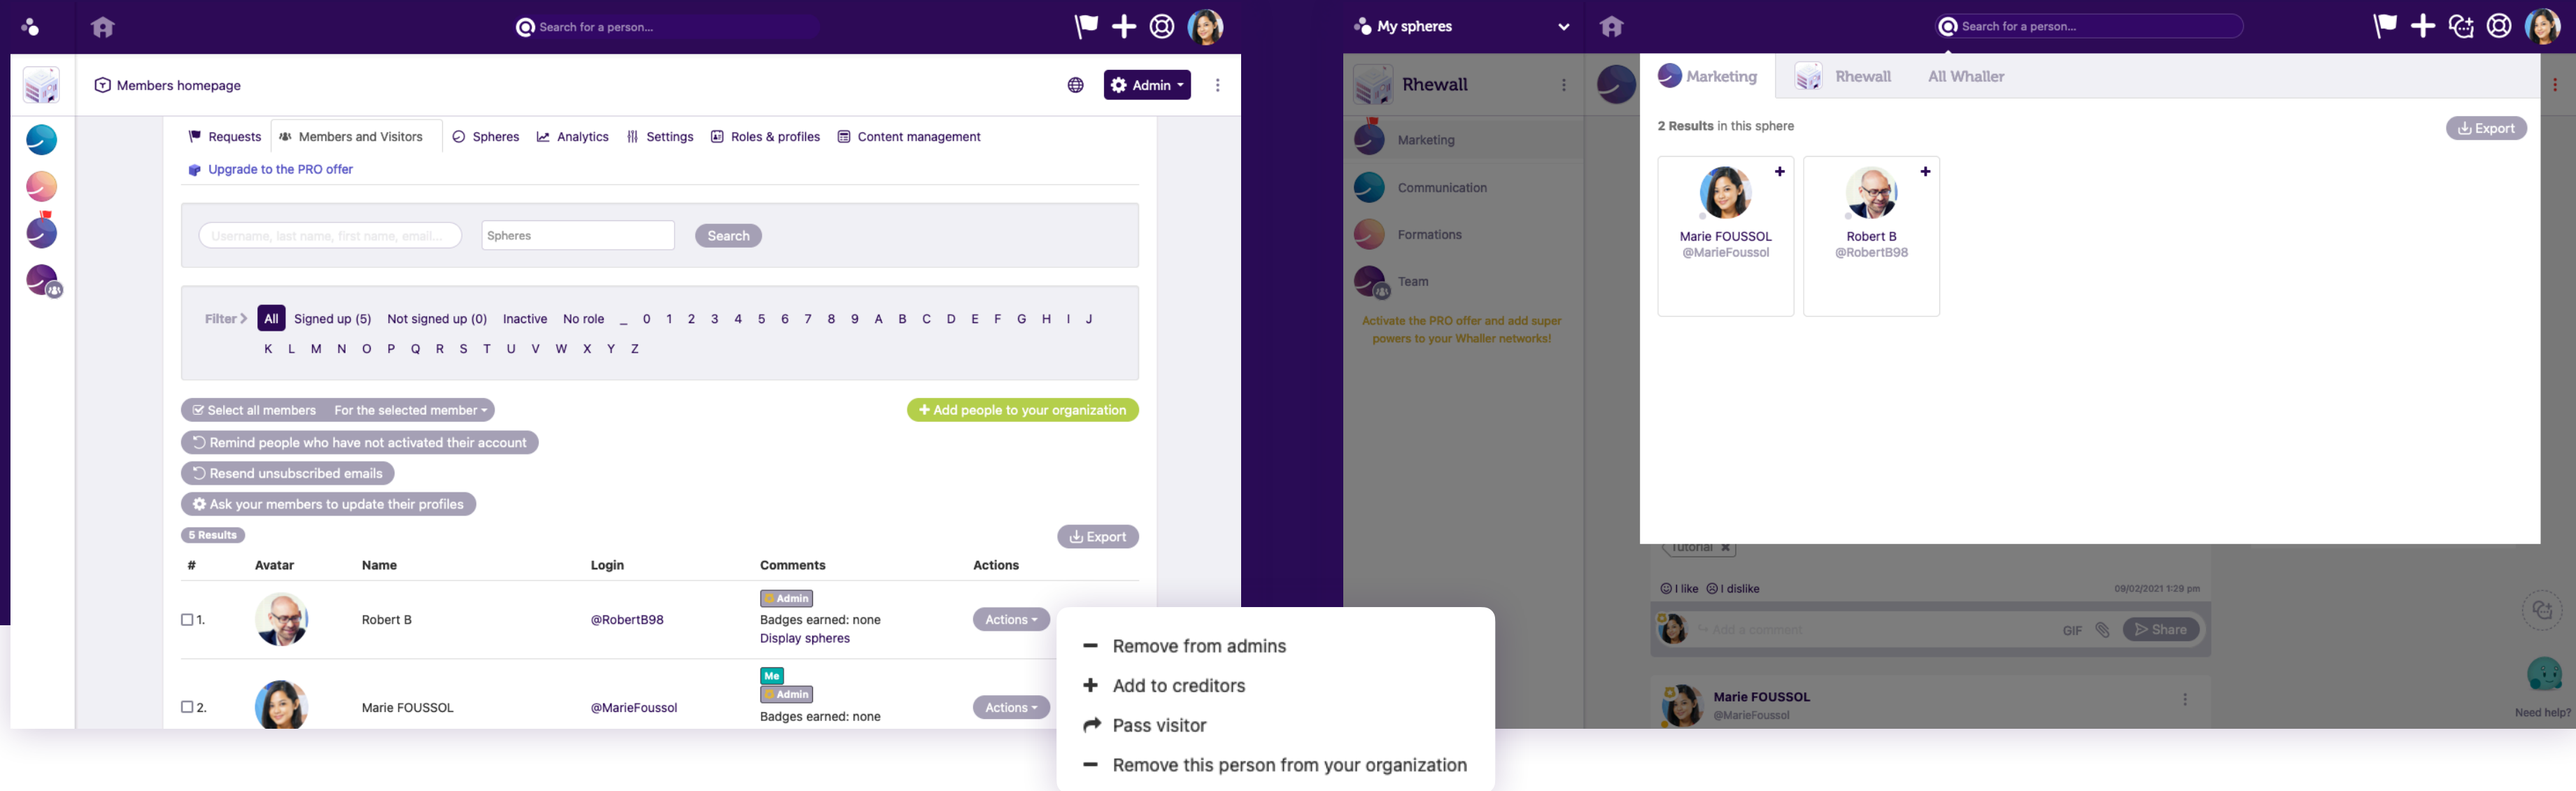 Search for a person...
Members homepage
Admin
Requests
Members and Visitors
Spheres
Analytics
Settings
Roles & profiles
Content management
Upgrade to the PRO offer
Username, last name, first name, email...
Spheres
Search
Filter
All Signed up (5) Not signed up (0) Inactive No role _ 0 1 2 3 4 5 6 7 8 9 A B C D E F G H I J
K L M N O P Q R S T U V W X Y Z
Select all members
For the selected member
Add people to your organization
Remind people who have not activated their account
Resend unsubscribed emails
Ask your members to update their profiles
5 Results
Export
# Avatar Name Login Comments Actions
Admin
1. Robert B @RobertB98 Badges earned: none Actions
Display spheres
Me
Admin
2. Marie FOUSSOL @MarieFoussol Actions
Badges earned: none
Remove from admins
Add to creditors
Pass visitor
Remove this person from your organization
My spheres
Search for a person...
Rhewall
Marketing
Communication
Formations
Team
Activate the PRO offer and add super
powers to your Whaller networks!
Marketing
Rhewall
All Whaller
2 Results in this sphere
Export
Marie FOUSSOL
@MarieFoussol
Robert B
@RobertB98
Tutorial
I like I dislike
09/02/2021 1:29 pm
Add a comment
GIF
Share
Marie FOUSSOL
@MarieFoussol
Need help?